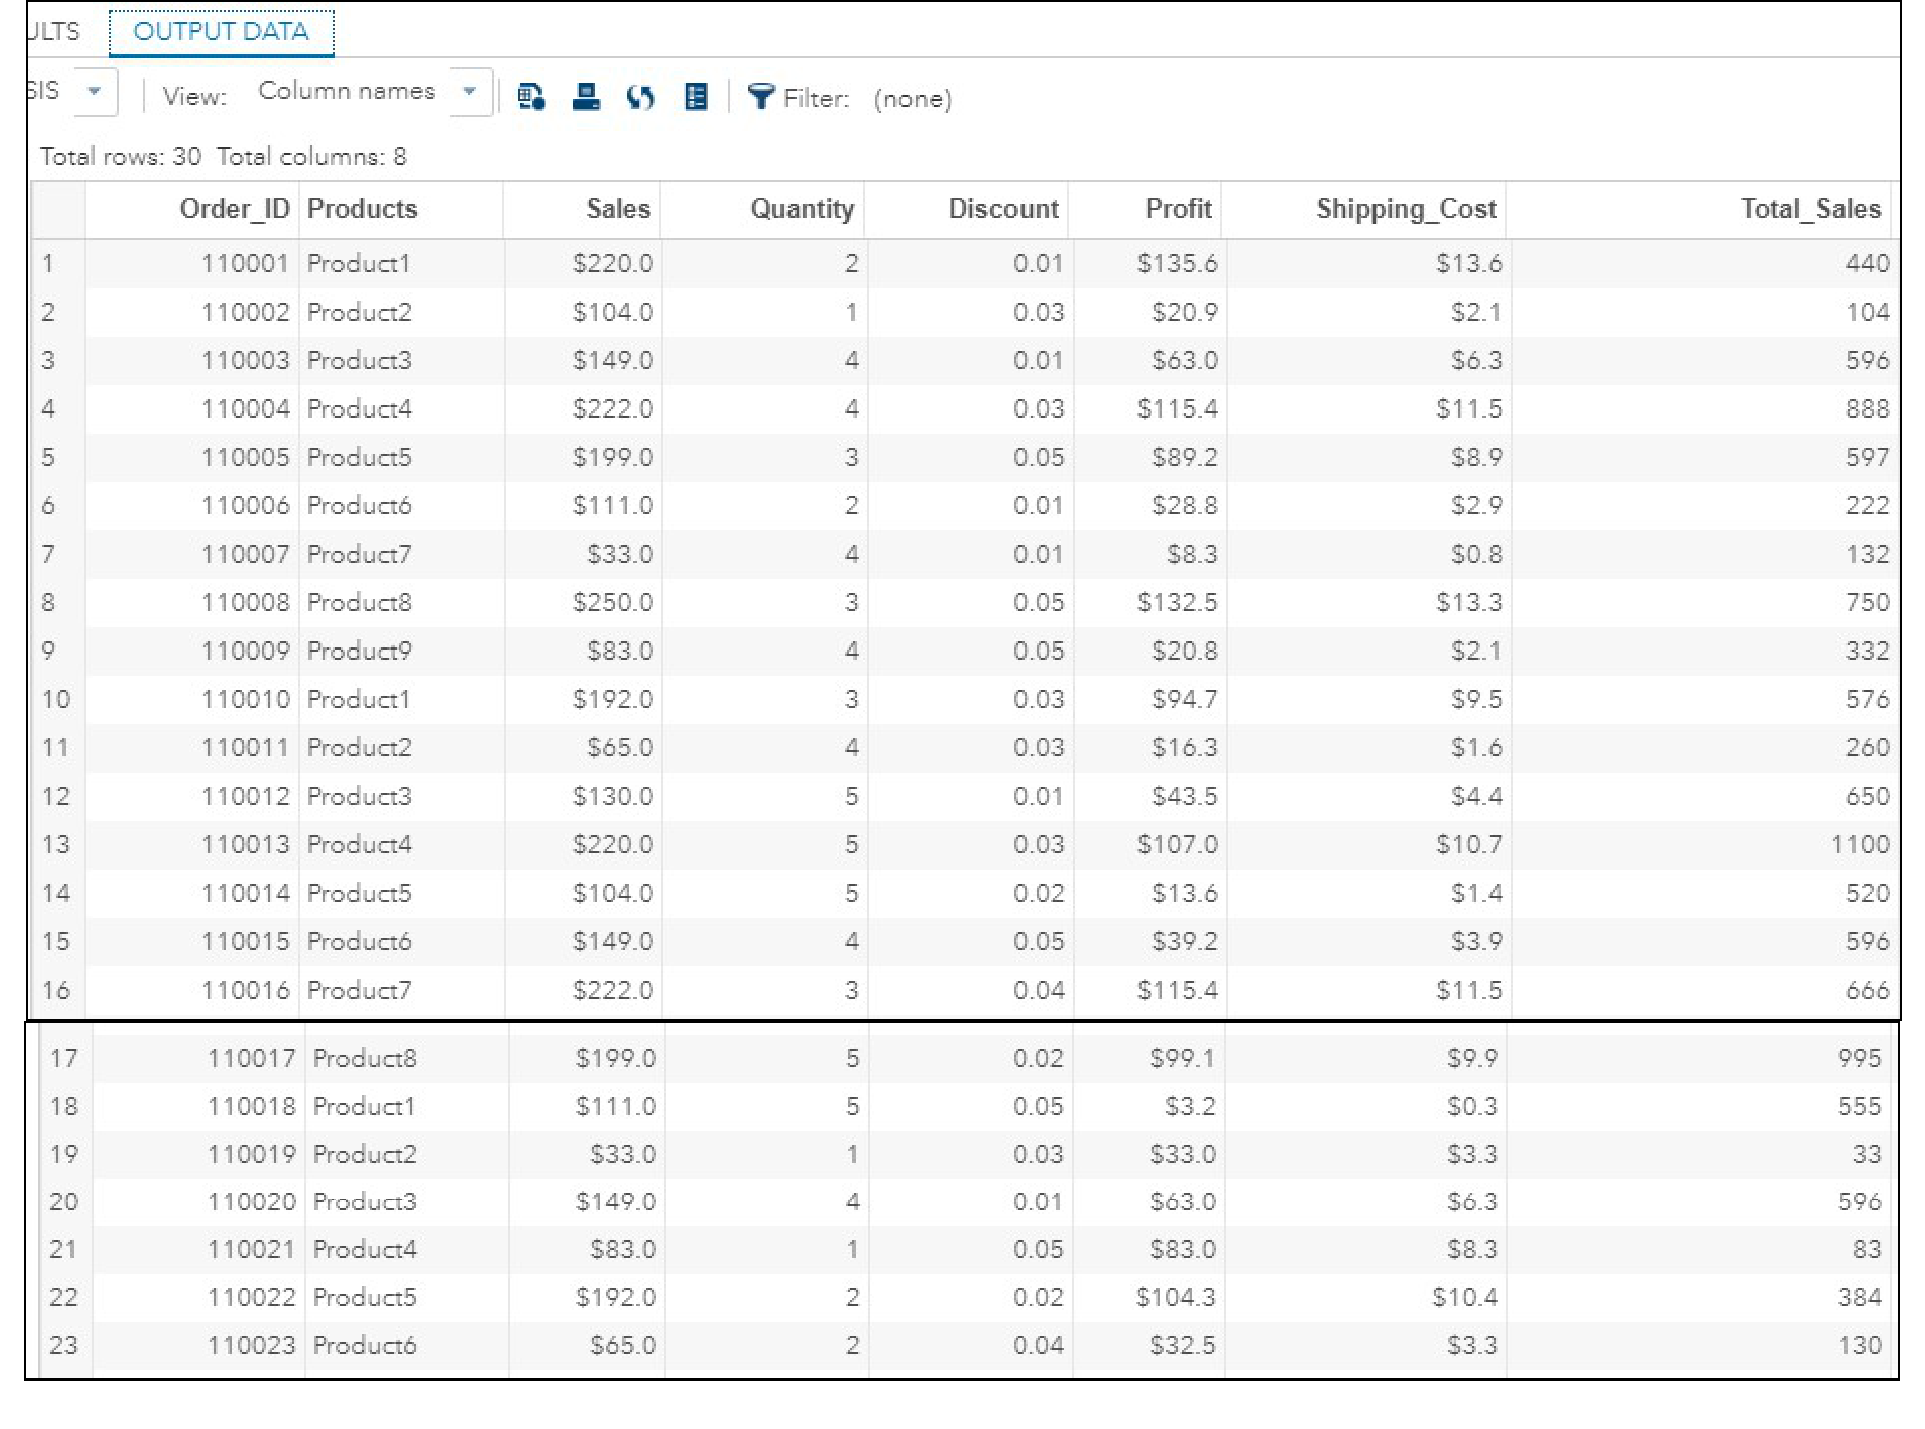 ULTS OUTPUT DATA
SIS View: Column names Filter: (none)
Total rows: 30 Total columns: 8
Order_ID Products Sales Quantity Discount Profit Shipping_Cost Total_Sales
1 110001 Product1 $220.0 2 0.01 $135.6 $13.6 440
2 110002 Product2 $104.0 1 0.03 $20.9 $2.1 104
3 110003 Product3 $149.0 4 0.01 $63.0 $6.3 596
4 110004 Product4 $222.0 4 0.03 $115.4 $11.5 888
5 110005 Product5 $199.0 3 0.05 $89.2 $8.9 597
6 110006 Product6 $111.0 2 0.01 $28.8 $2.9 222
7 110007 Product7 $33.0 4 0.01 $8.3 $0.8 132
8 110008 Product8 $250.0 3 0.05 $132.5 $13.3 750
9 110009 Product9 $83.0 4 0.05 $20.8 $2.1 332
10 110010 Product1 $192.0 3 0.03 $94.7 $9.5 576
11 110011 Product2 $65.0 4 0.03 $16.3 $1.6 260
12 110012 Product3 $130.0 5 0.01 $43.5 $4.4 650
13 110013 Product4 $220.0 5 0.03 $107.0 $10.7 1100
14 110014 Product5 $104.0 5 0.02 $13.6 $1.4 520
15 110015 Product6 $149.0 4 0.05 $39.2 $3.9 596
16 110016 Product7 $222.0 3 0.04 $115.4 $11.5 666
17 110017 Product8 $199.0 5 0.02 $99.1 $9.9 995
18 110018 Product1 $111.0 5 0.05 $3.2 $0.3 555
19 110019 Product2 $33.0 1 0.03 $33.0 $3.3 33
20 110020 Product3 $149.0 4 0.01 $63.0 $6.3 596
21 110021 Product4 $83.0 1 0.05 $83.0 $8.3 83
22 110022 Product5 $192.0 2 0.02 $104.3 $10.4 384
23 110023 Product6 $65.0 2 0.04 $32.5 $3.3 130